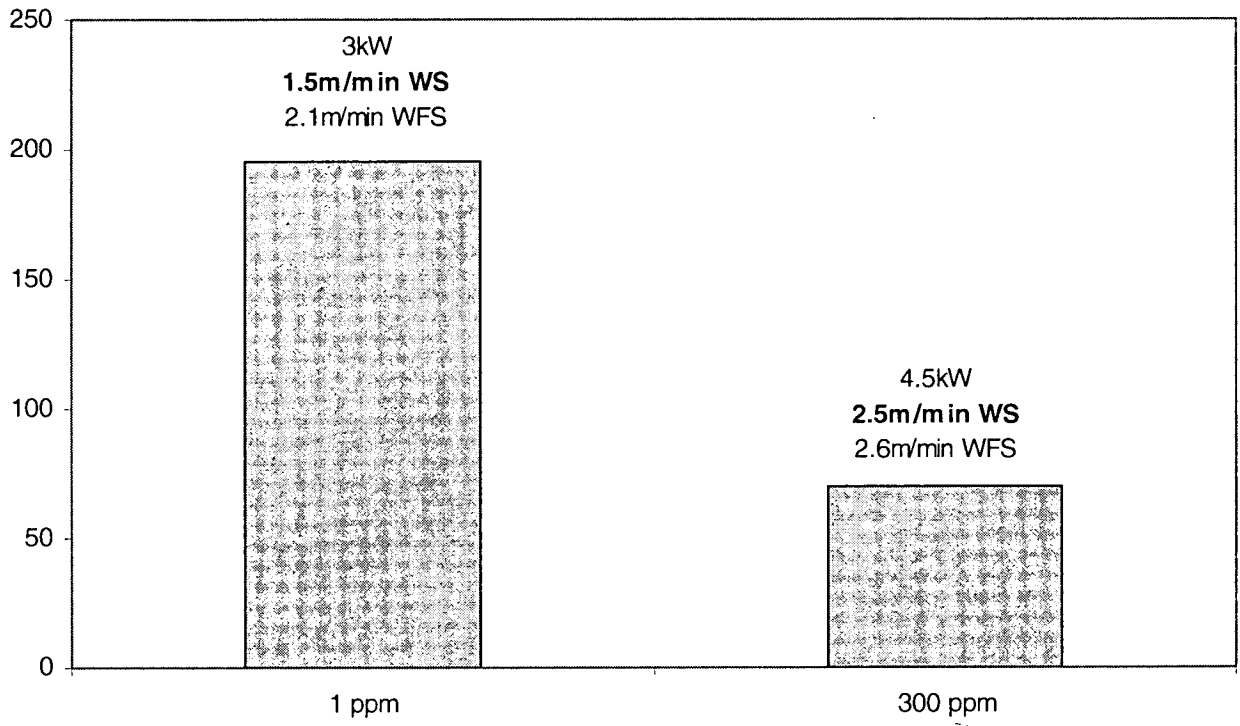 250
3kW
1.5m/min WS
2.1m/min WFS
200
150
4.5kW
100
2.5m/min WS
2.6m/min WFS
50
0
1 ppm
300 ppm